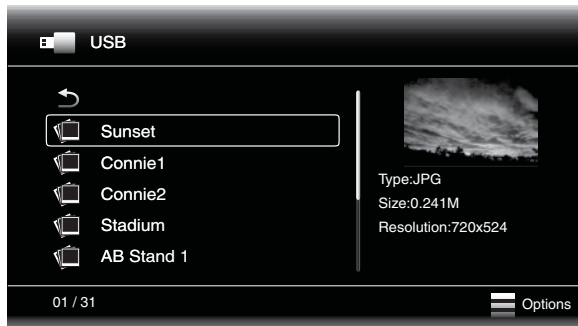 USB
Sunset
Connie1
Connie2
Stadium
AB Stand 1
Type:JPG
Size:0.241M
Resolution:720x524
01 / 31
Options